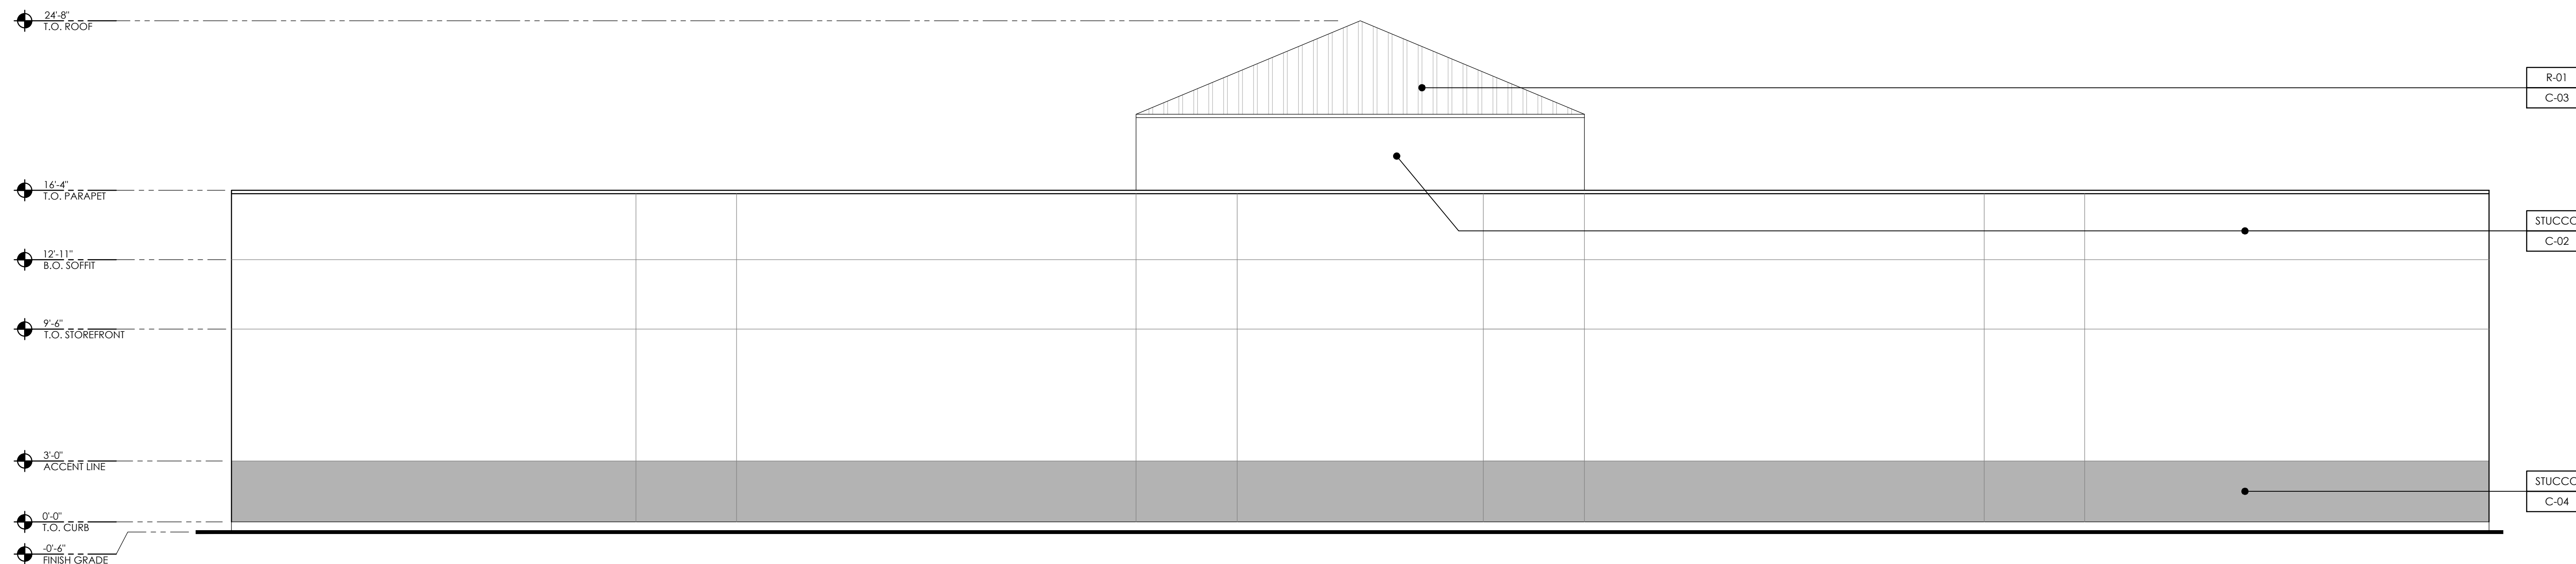 24'-8"
T.O. ROOF
R-01
C-03
16'-4"
T.O. PARAPET
STUCCO
C-02
12'-11"
B.O. SOFFIT
9'-6"
T.O. STOREFRONT
3'-0"
ACCENT LINE
STUCCO
C-04
0'-0"
T.O. CURB
-0'-6"
FINISH GRADE